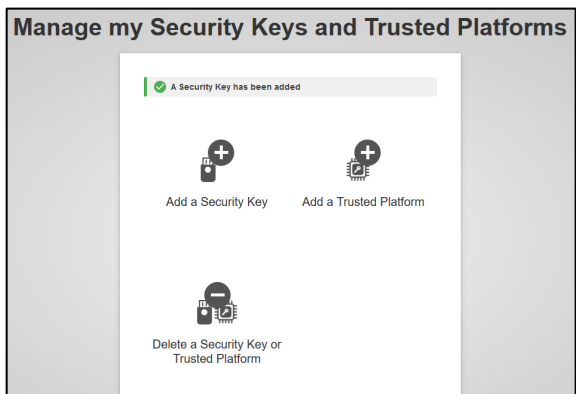 Manage my Security Keys and Trusted Platforms
A Security Key has been added
Add a Security Key
Add a Trusted Platform
Delete a Security Key or
Trusted Platform